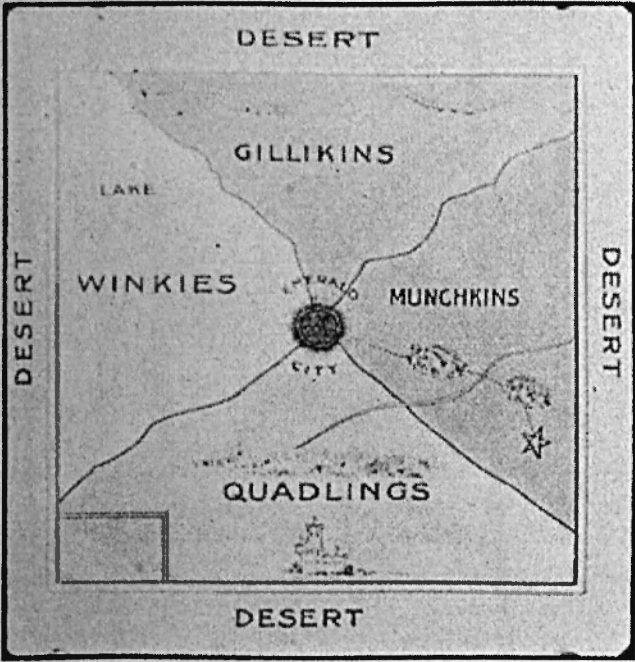 DESERT
GILLIKINS
LAKE
WINKIES
EMERALD
MUNCHKINS
DESERT
DESERT
CITY
QUADLINGS
DESERT